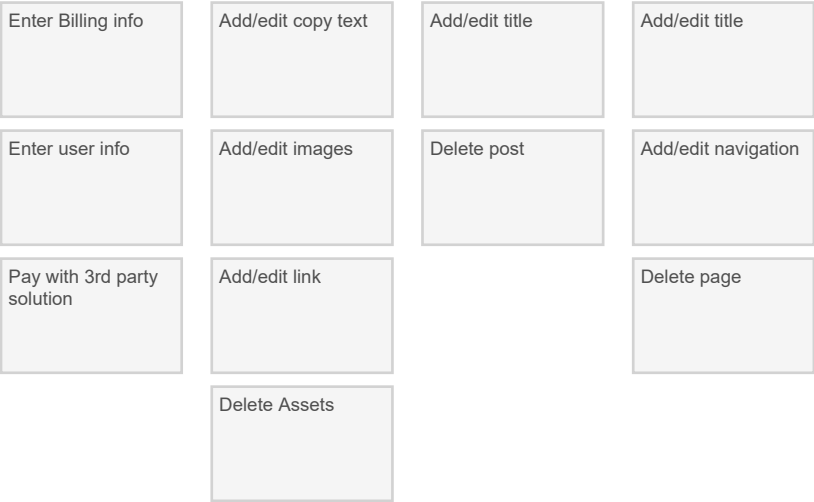 Enter Billing info
Add/edit copy text
Add/edit title
Add/edit title
Enter user info
Add/edit images
Delete post
Add/edit navigation
Pay with 3rd party
solution
Add/edit link
Delete page
Delete Assets